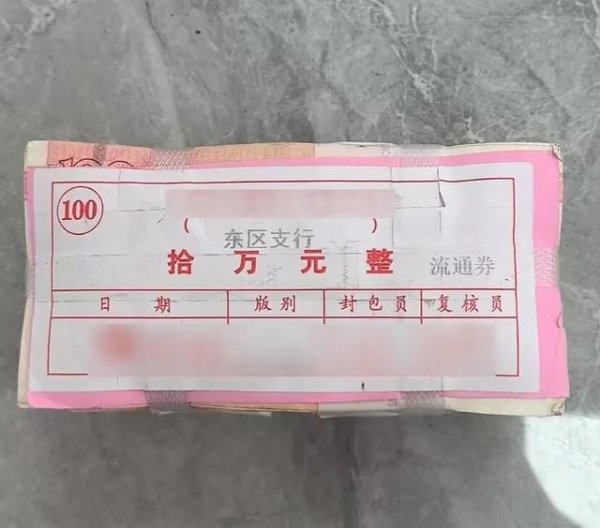 100
( )
东区支行
拾万元整 流通券
日期 版别 封包员 复核员